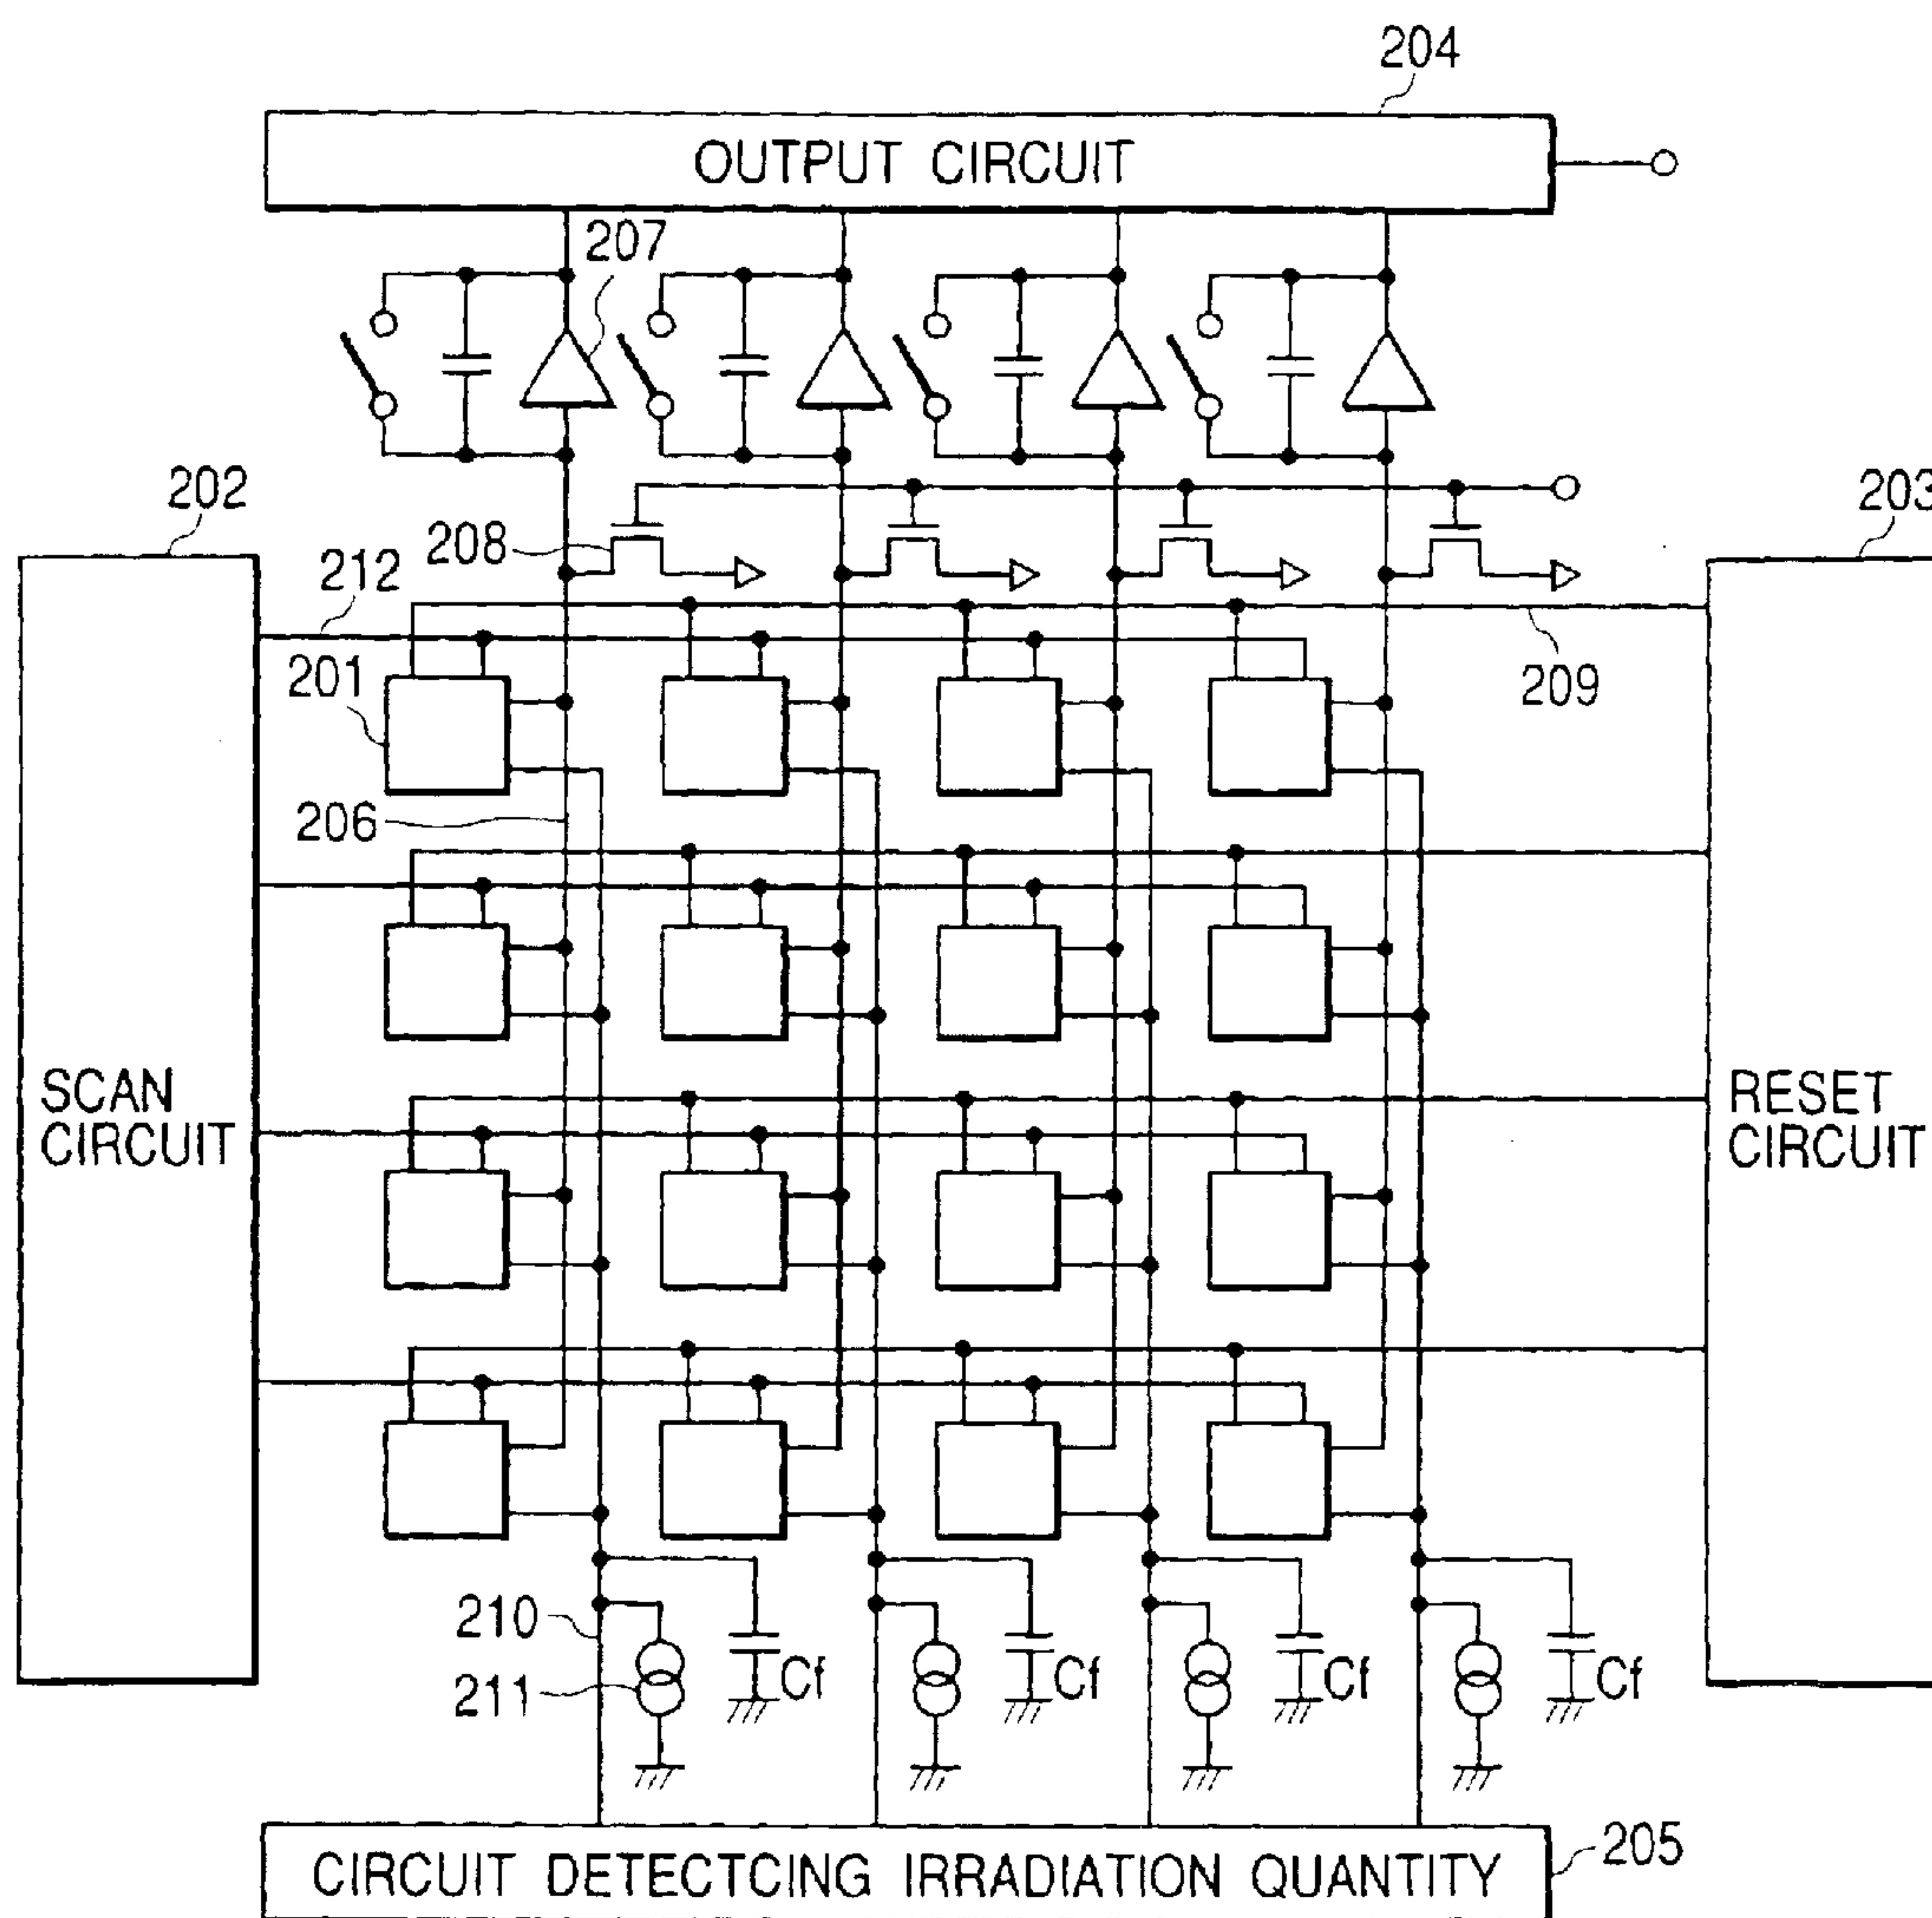 204
OUTPUT CIRCUIT
207
202
203
208
212
201
209
206
SCAN
CIRCUIT
RESET
CIRCUIT
210
211
Cf
Cf
Cf
Cf
205
CIRCUIT DETECTCING IRRADIATION QUANTITY